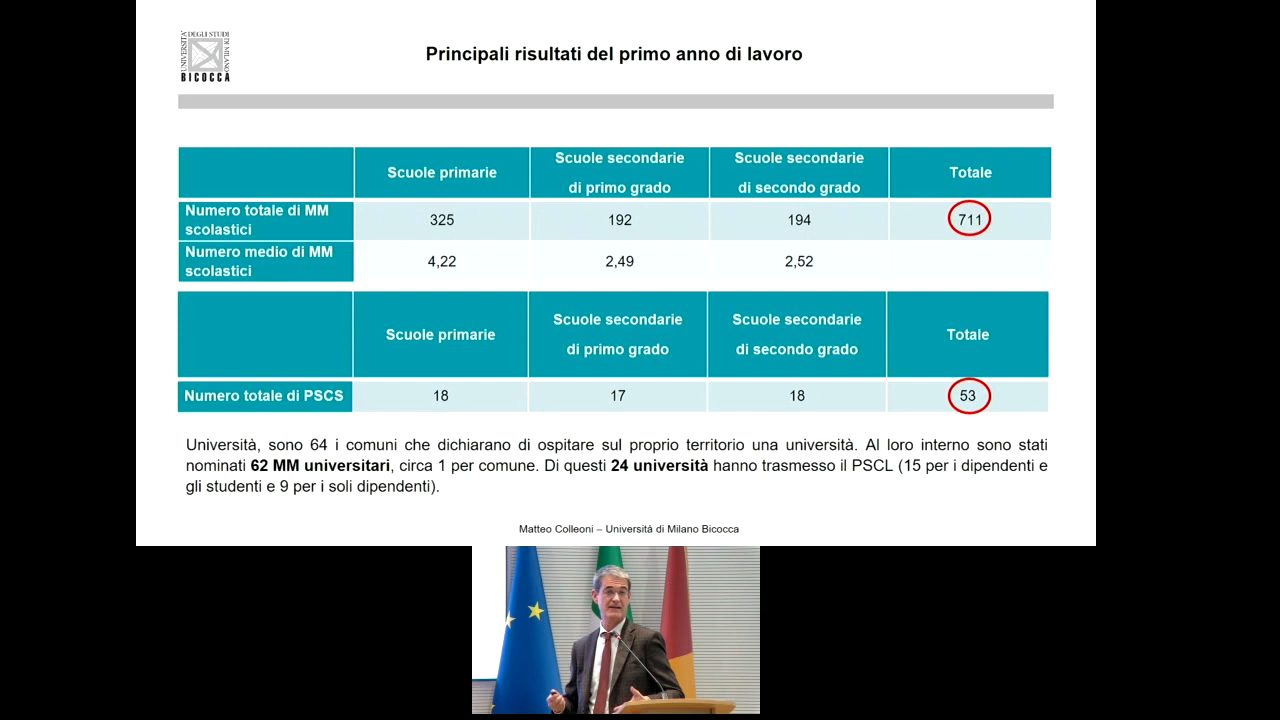 UNIVERSITA' DEGLI STUDI DI MILANO
BICOCCA
Principali risultati del primo anno di lavoro
Scuole primarie
Scuole secondarie
di primo grado
Scuole secondarie
di secondo grado
Totale
Numero totale di MM
scolastici
325
192
194
711
Numero medio di MM
scolastici
4,22
2,49
2,52
Scuole primarie
Scuole secondarie
di primo grado
Scuole secondarie
di secondo grado
Totale
Numero totale di PSCS
18
17
18
53
Università, sono 64 i comuni che dichiarano di ospitare sul proprio territorio una università. Al loro interno sono stati
nominati 62 MM universitari, circa 1 per comune. Di questi 24 università hanno trasmesso il PSCL (15 per i dipendenti e
gli studenti e 9 per i soli dipendenti).
Matteo Colleoni – Università di Milano Bicocca